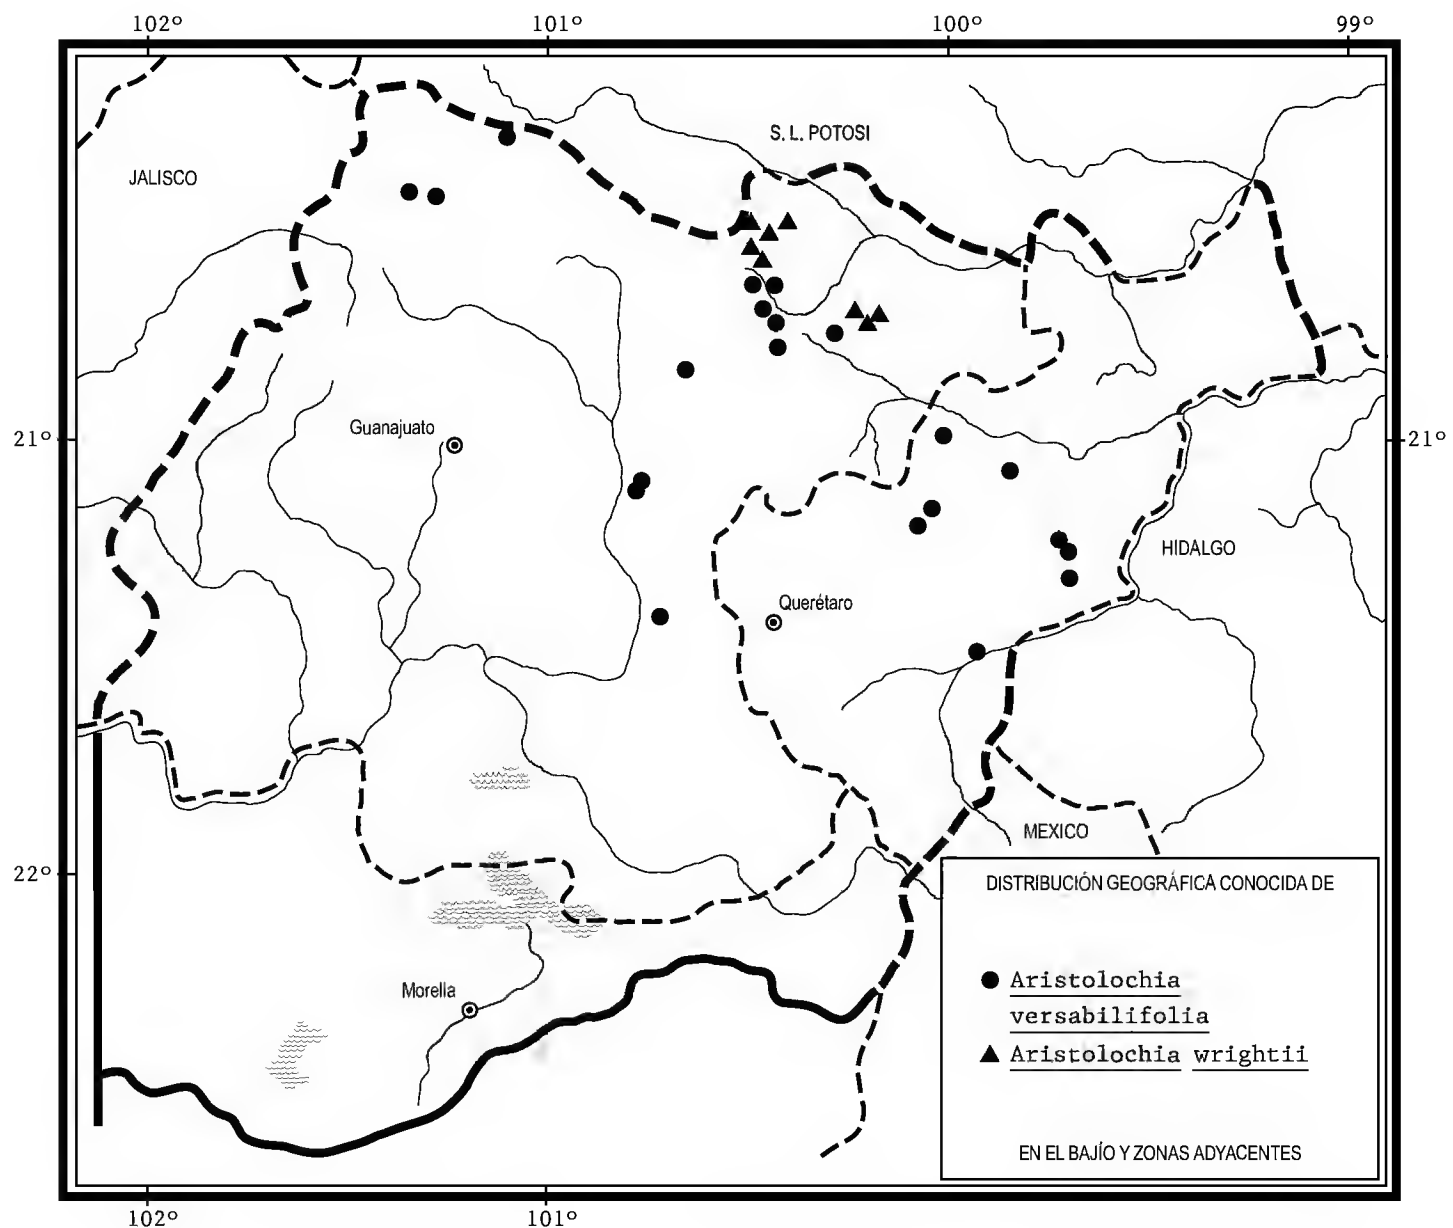 102° 101° 100° 99°
S. L. POTOSI
JALISCO
Guanajuato
21° 21°
HIDALGO
Querétaro
MEXICO
22°
DISTRIBUCIÓN GEOGRÁFICA CONOCIDA DE
Aristolochia
versabilifolia
Aristolochia wrightii
Morella
EN EL BAJÍO Y ZONAS ADYACENTES
102° 101°